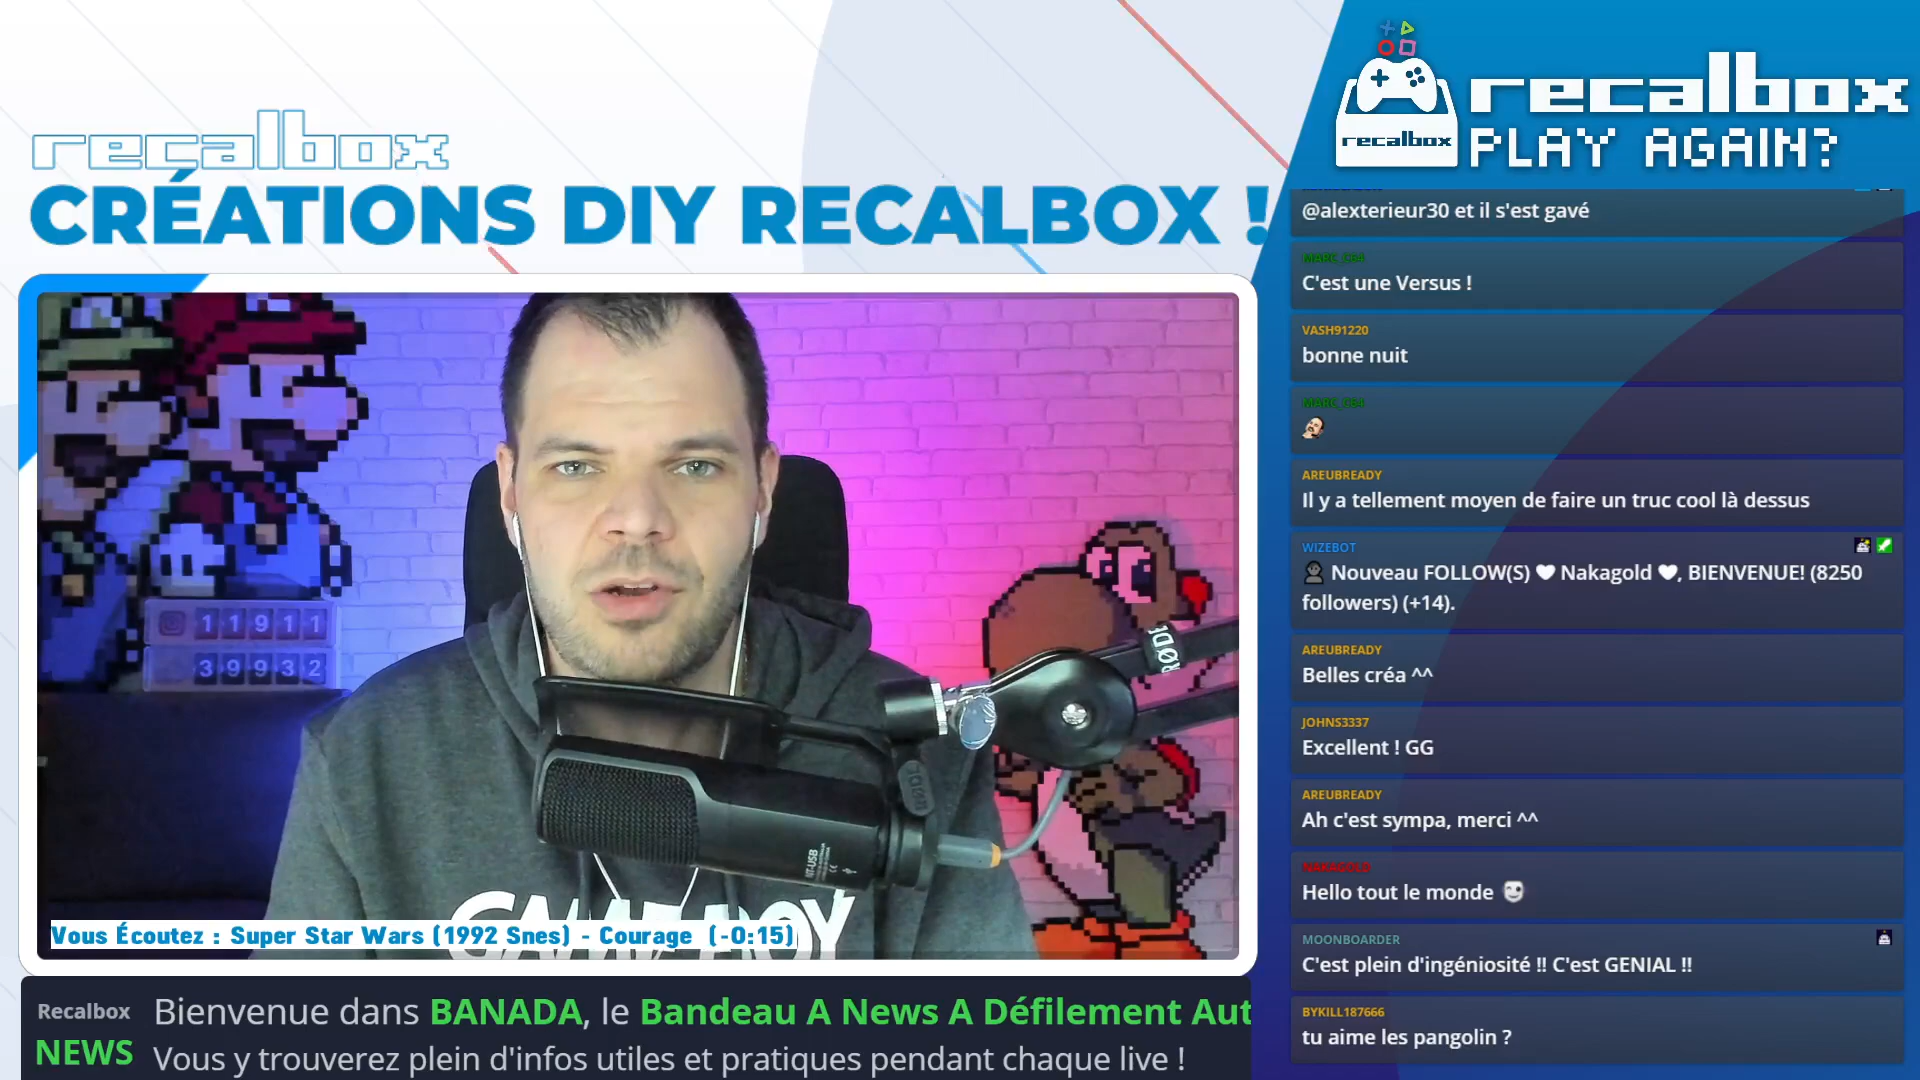 recalbox
CRÉATIONS DIY RECALBOX !
recalbox
recalbox
PLAY AGAIN?
@alexterieur30 et il s'est gavé
C'est une Versus !
VASH91220
bonne nuit
AREUBREADY
Il y a tellement moyen de faire un truc cool là dessus
WIZEBOT
Nouveau FOLLOW(S) Nakagold , BIENVENUE! (8250
followers) (+14).
AREUBREADY
Belles créa ^^
JOHNS3337
Excellent ! GG
AREUBREADY
Ah c'est sympa, merci ^^
NAKAGOLD
Hello tout le monde
MOONBOARDER
C'est plein d'ingéniosité !! C'est GENIAL !!
BYKILL187666
tu aime les pangolin ?
11911
39932
RØDE
GAME BOY
Vous Écoutez : Super Star Wars (1992 Snes) - Courage (-0:15)
Recalbox
NEWS
Bienvenue dans BANADA, le Bandeau A News A Défilement Aut
Vous y trouverez plein d'infos utiles et pratiques pendant chaque live !